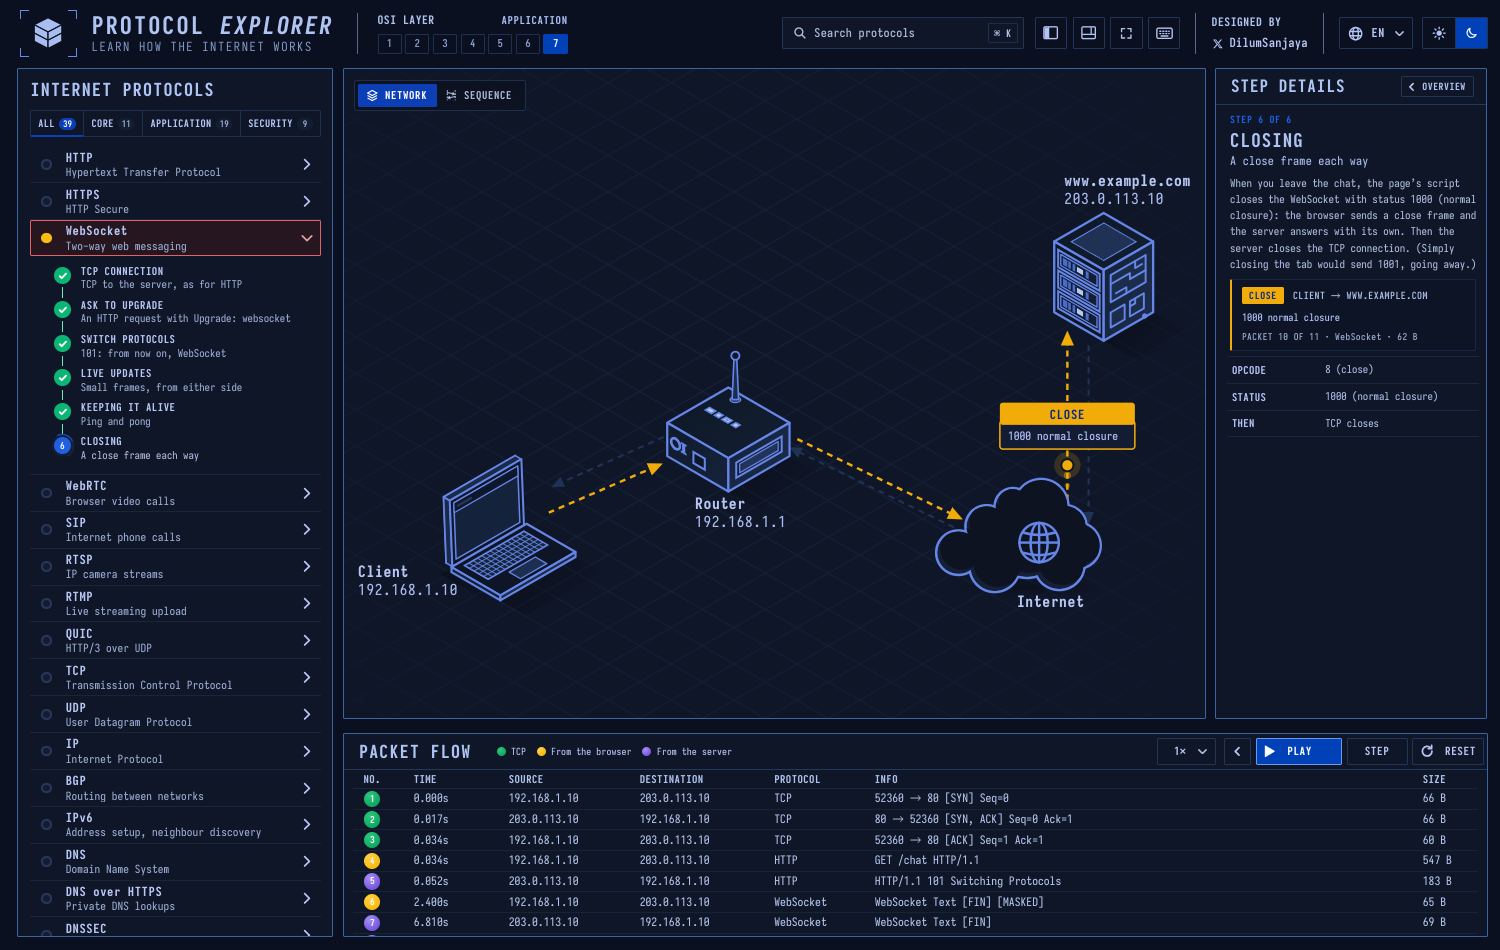 PROTOCOL EXPLORER
LEARN HOW THE INTERNET WORKS
OSI LAYER APPLICATION
1 2 3 4 5 6 7
Search protocols ⌘ K
DESIGNED BY
X DilumSanjaya
EN
INTERNET PROTOCOLS
ALL 39 CORE 11 APPLICATION 19 SECURITY 9
HTTP
Hypertext Transfer Protocol
HTTPS
HTTP Secure
WebSocket
Two-way web messaging
TCP CONNECTION
TCP to the server, as for HTTP
ASK TO UPGRADE
An HTTP request with Upgrade: websocket
SWITCH PROTOCOLS
101: from now on, WebSocket
LIVE UPDATES
Small frames, from either side
KEEPING IT ALIVE
Ping and pong
6 CLOSING
A close frame each way
WebRTC
Browser video calls
SIP
Internet phone calls
RTSP
IP camera streams
RTMP
Live streaming upload
QUIC
HTTP/3 over UDP
TCP
Transmission Control Protocol
UDP
User Datagram Protocol
IP
Internet Protocol
BGP
Routing between networks
IPv6
Address setup, neighbour discovery
DNS
Domain Name System
DNS over HTTPS
Private DNS lookups
DNSSEC
NETWORK SEQUENCE
www.example.com
203.0.113.10
CLOSE
1000 normal closure
Router
192.168.1.1
Client
192.168.1.10
Internet
STEP DETAILS OVERVIEW
STEP 6 OF 6
CLOSING
A close frame each way
When you leave the chat, the page's script
closes the WebSocket with status 1000 (normal
closure): the browser sends a close frame and
the server answers with its own. Then the
server closes the TCP connection. (Simply
closing the tab would send 1001, going away.)
CLOSE CLIENT → WWW.EXAMPLE.COM
1000 normal closure
PACKET 10 OF 11 · WebSocket · 62 B
OPCODE 8 (close)
STATUS 1000 (normal closure)
THEN TCP closes
PACKET FLOW TCP From the browser From the server
1× PLAY STEP RESET
NO. TIME SOURCE DESTINATION PROTOCOL INFO SIZE
1 0.000s 192.168.1.10 203.0.113.10 TCP 52360 → 80 [SYN] Seq=0 66 B
2 0.017s 203.0.113.10 192.168.1.10 TCP 80 → 52360 [SYN, ACK] Seq=0 Ack=1 66 B
3 0.034s 192.168.1.10 203.0.113.10 TCP 52360 → 80 [ACK] Seq=1 Ack=1 60 B
4 0.034s 192.168.1.10 203.0.113.10 HTTP GET /chat HTTP/1.1 547 B
5 0.052s 203.0.113.10 192.168.1.10 HTTP HTTP/1.1 101 Switching Protocols 183 B
6 2.400s 192.168.1.10 203.0.113.10 WebSocket WebSocket Text [FIN] [MASKED] 65 B
7 6.810s 203.0.113.10 192.168.1.10 WebSocket WebSocket Text [FIN] 69 B